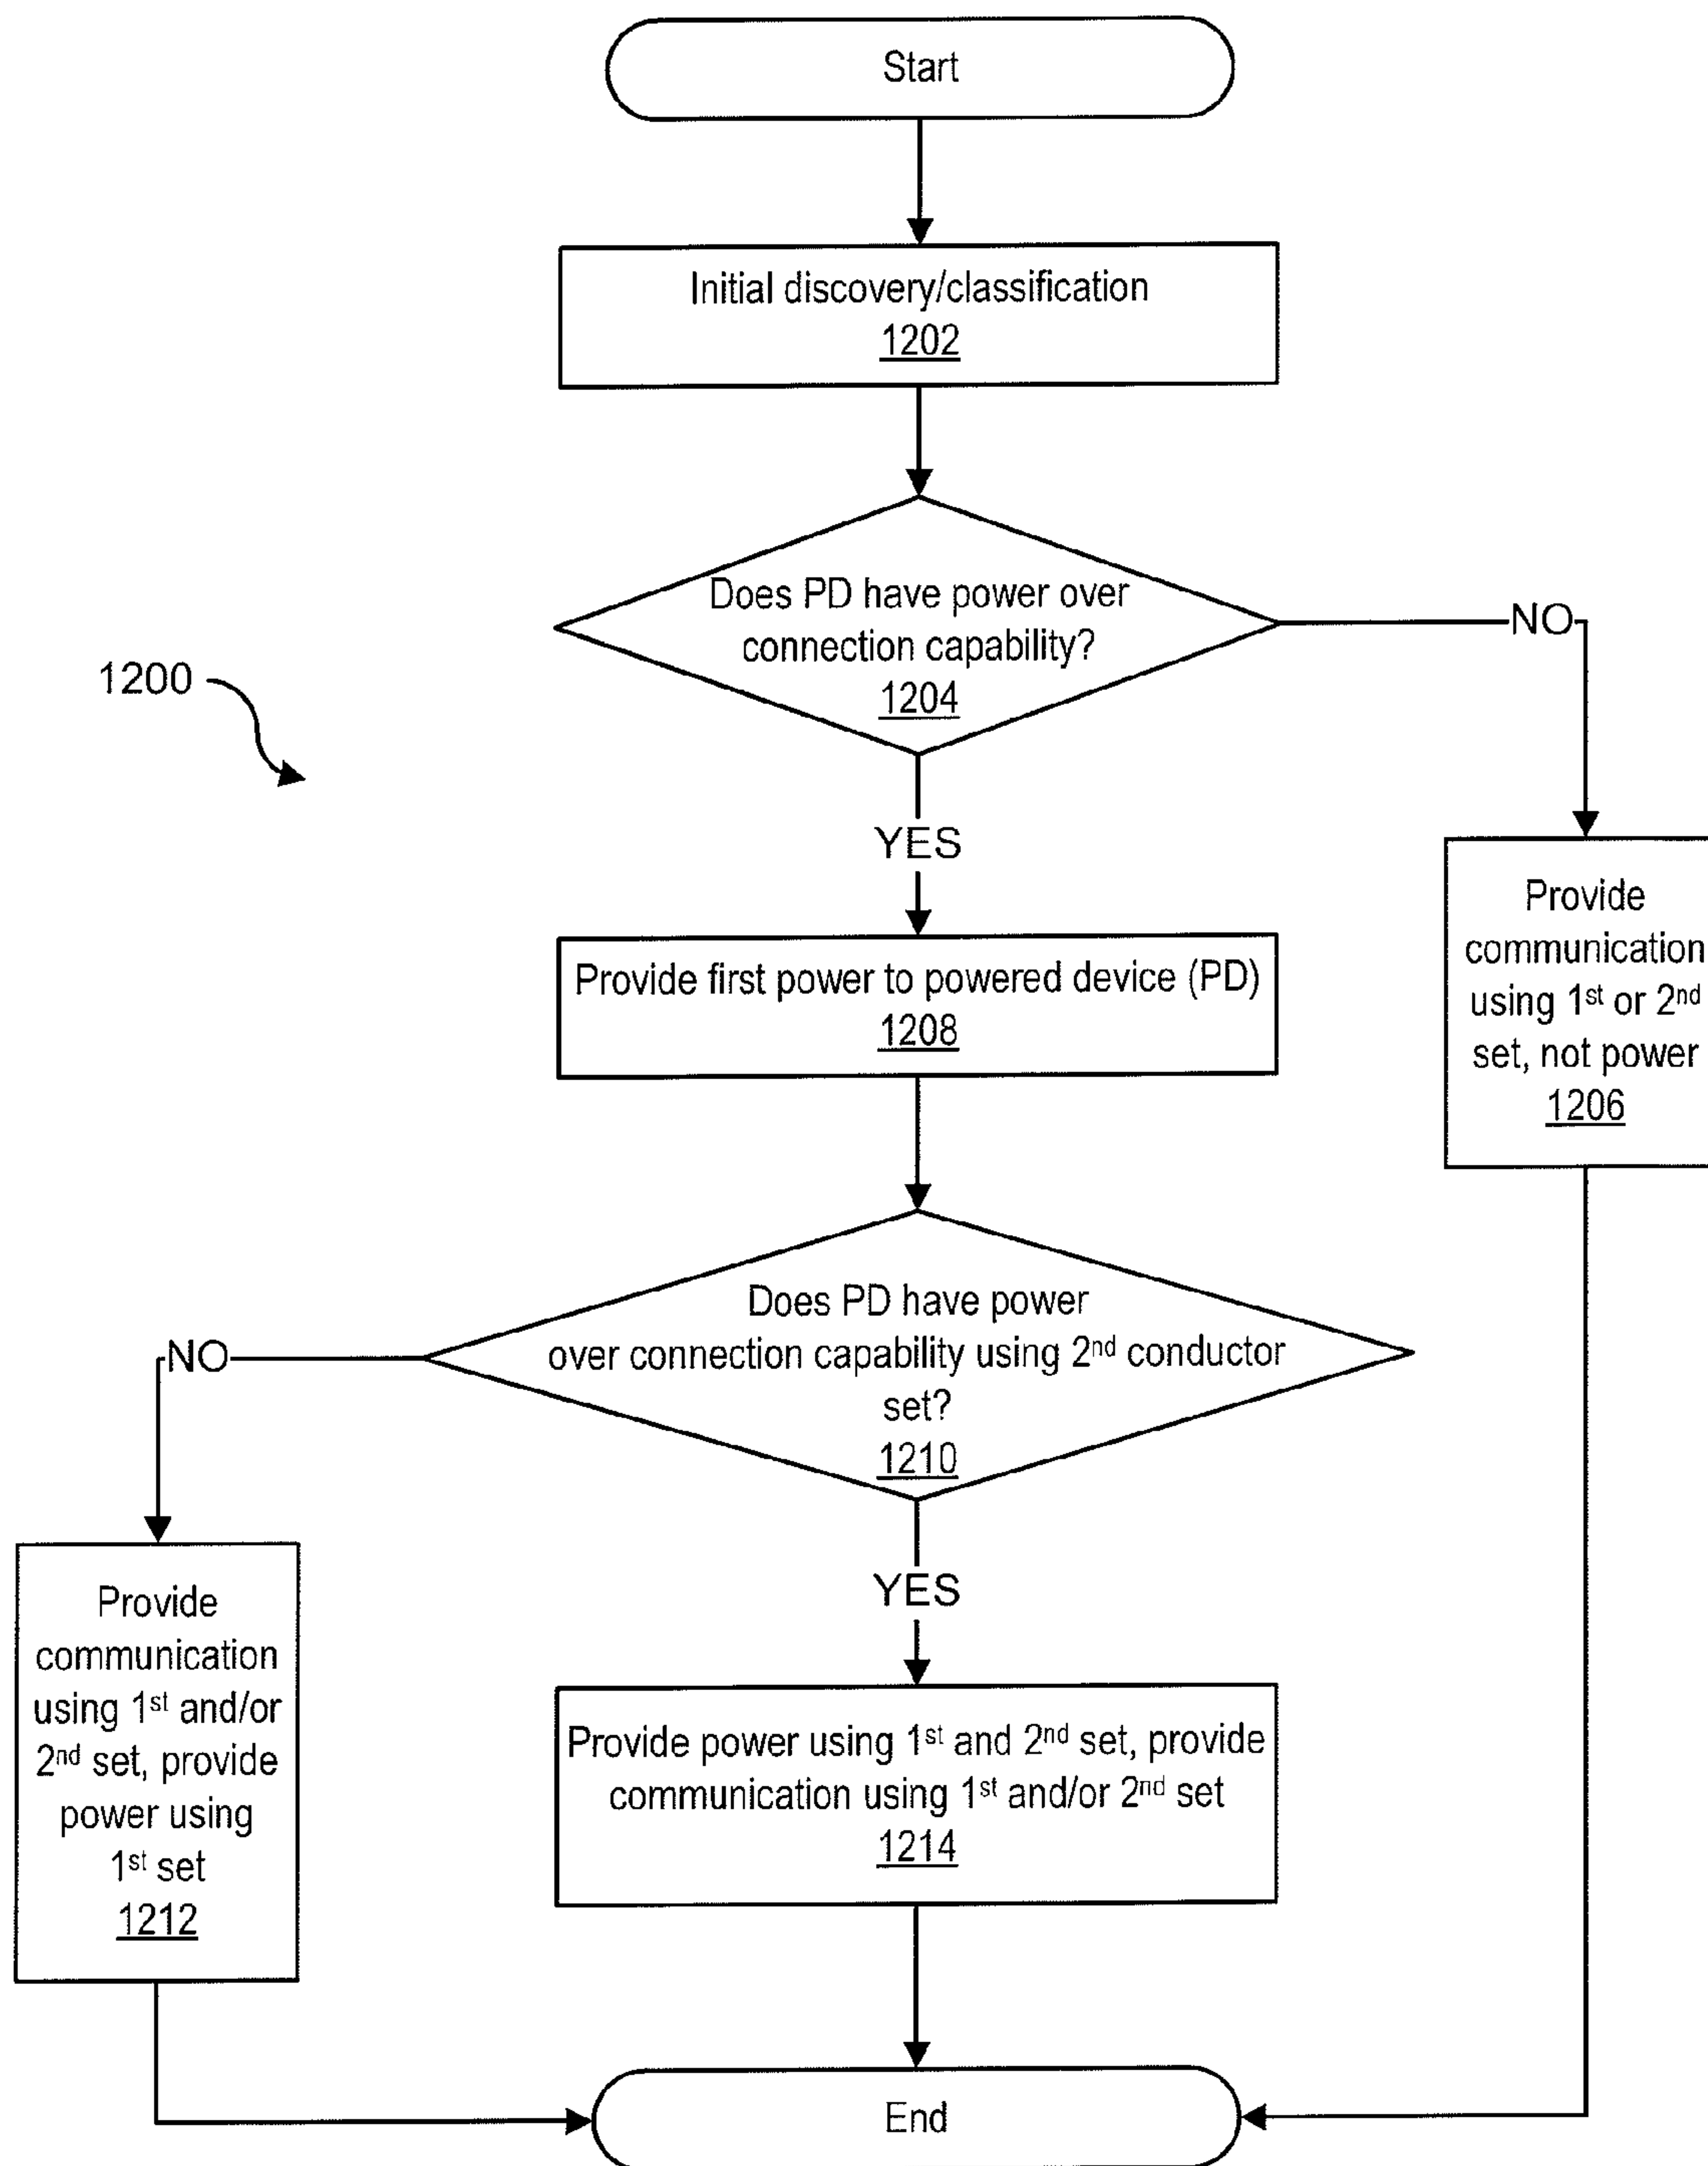 Start
Initial discovery/classification
1202
Does PD have power over
connection capability?
1204
NO
1200
YES
Provide
communication
using 1st or 2nd
set, not power
1206
Provide first power to powered device (PD)
1208
Does PD have power
over connection capability using 2nd conductor
set?
1210
NO
YES
Provide
communication
using 1st and/or
2nd set, provide
power using
1st set
1212
Provide power using 1st and 2nd set, provide
communication using 1st and/or 2nd set
1214
End